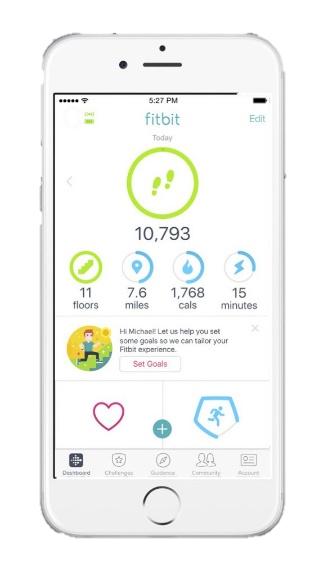 5:27 PM
fitbit
Edit
Today
10,793
11
floors
7.6
miles
1,768
cals
15
minutes
Hi Michael! Let us help you set
some goals so we can tailor your
Fitbit experience.
Set Goals
Dashboard
Challenges
Guidance
Community
Account